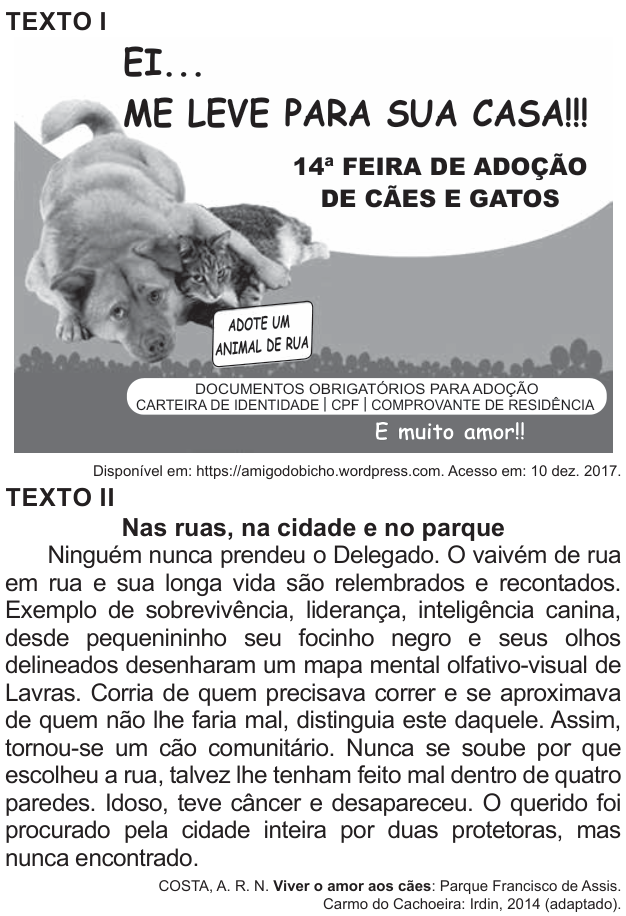 TEXTO I
EI...
ME LEVE PARA SUA CASA!!!
14ª FEIRA DE ADOÇÃO
DE CÃES E GATOS
ADOTE UM
ANIMAL DE RUA
DOCUMENTOS OBRIGATÓRIOS PARA ADOÇÃO
CARTEIRA DE IDENTIDADE | CPF | COMPROVANTE DE RESIDÊNCIA
E muito amor!!
Disponível em: https://amigodobicho.wordpress.com. Acesso em: 10 dez. 2017.
TEXTO II
Nas ruas, na cidade e no parque
Ninguém nunca prendeu o Delegado. O vaivém de rua
em rua e sua longa vida são relembrados e recontados.
Exemplo de sobrevivência, liderança, inteligência canina,
desde pequenininho seu focinho negro e seus olhos
delineados desenharam um mapa mental olfativo-visual de
Lavras. Corria de quem precisava correr e se aproximava
de quem não lhe faria mal, distinguia este daquele. Assim,
tornou-se um cão comunitário. Nunca se soube por que
escolheu a rua, talvez lhe tenham feito mal dentro de quatro
paredes. Idoso, teve câncer e desapareceu. O querido foi
procurado pela cidade inteira por duas protetoras, mas
nunca encontrado.
COSTA, A. R. N. Viver o amor aos cães: Parque Francisco de Assis.
Carmo do Cachoeira: Irdin, 2014 (adaptado).